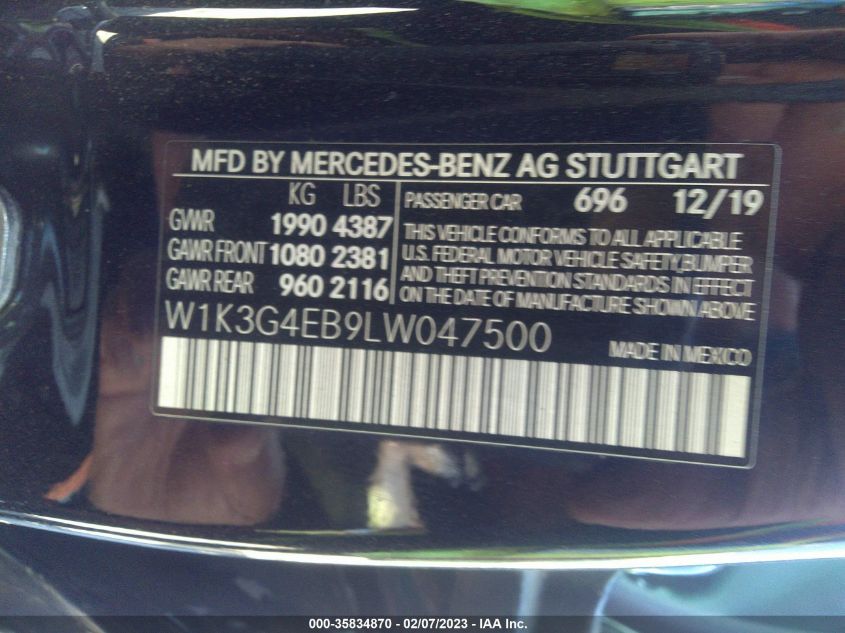 MFD BY MERCEDES-BENZ AG STUTTGART
KG LBS
GVWR 1990 4387
GAWR FRONT 1080 2381
GAWR REAR 960 2116
PASSENGER CAR 696 12/19
THIS VEHICLE CONFORMS TO ALL APPLICABLE
U.S. FEDERAL MOTOR VEHICLE SAFETY,BUMPER
AND THEFT PREVENTION STANDARDS IN EFFECT
ON THE DATE OF MANUFACTURE SHOWN ABOVE
W1K3G4EB9LW047500
MADE IN MEXICO
000-35834870 - 02/07/2023 - IAA Inc.